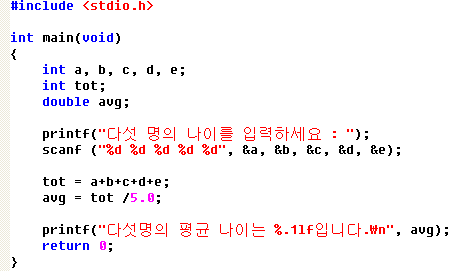 #include <stdio.h>
int main(void)
{
int a, b, c, d, e;
int tot;
double avg;
printf("다섯 명의 나이를 입력하세요 : ");
scanf ("%d %d %d %d %d", &a, &b, &c, &d, &e);
tot = a+b+c+d+e;
avg = tot /5.0;
printf("다섯명의 평균 나이는 %.1lf입니다.₩n", avg);
return 0;
}